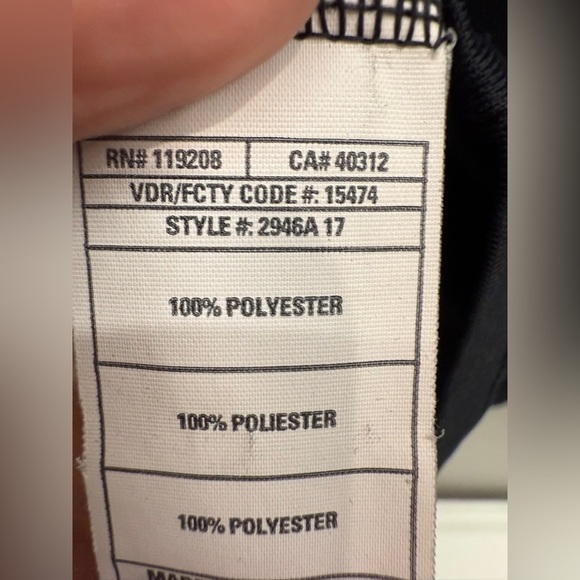 RN# 119208 CA# 40312
VDR/FCTY CODE #: 15474
STYLE #: 2946A 17
100% POLYESTER
100% POLIESTER
100% POLYESTER